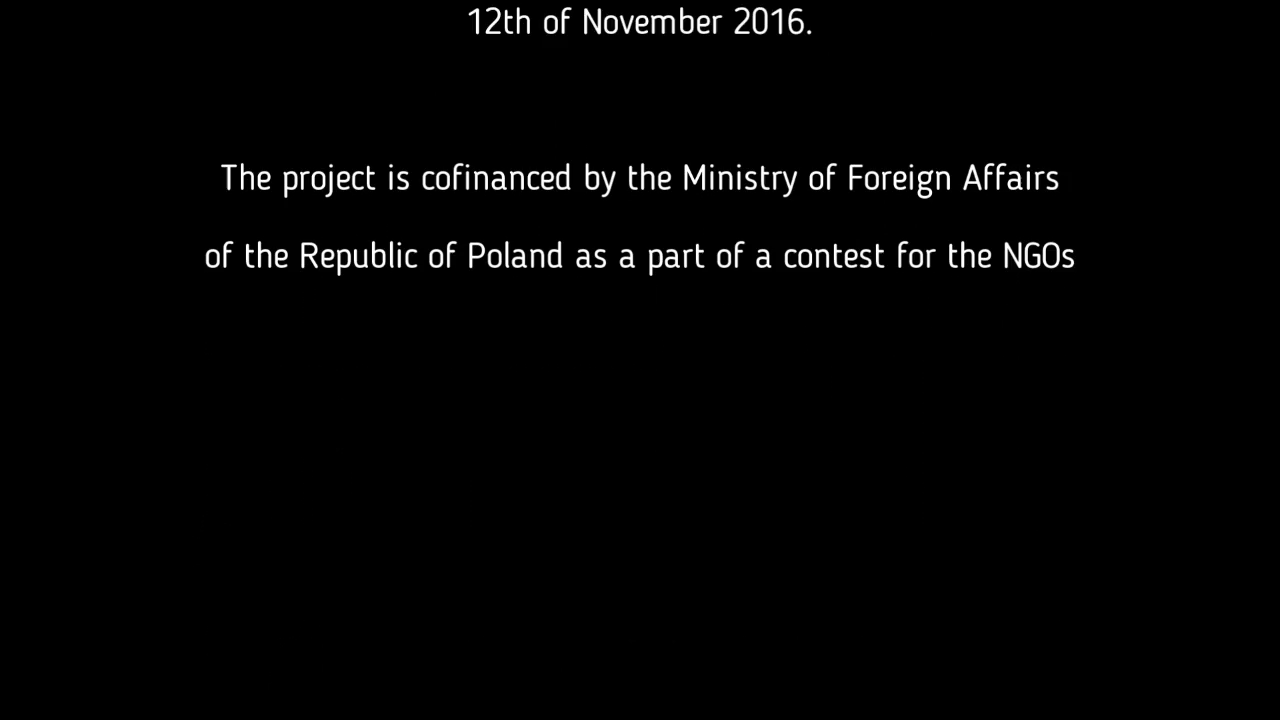 12th of November 2016.
The project is cofinanced by the Ministry of Foreign Affairs
of the Republic of Poland as a part of a contest for the NGOs